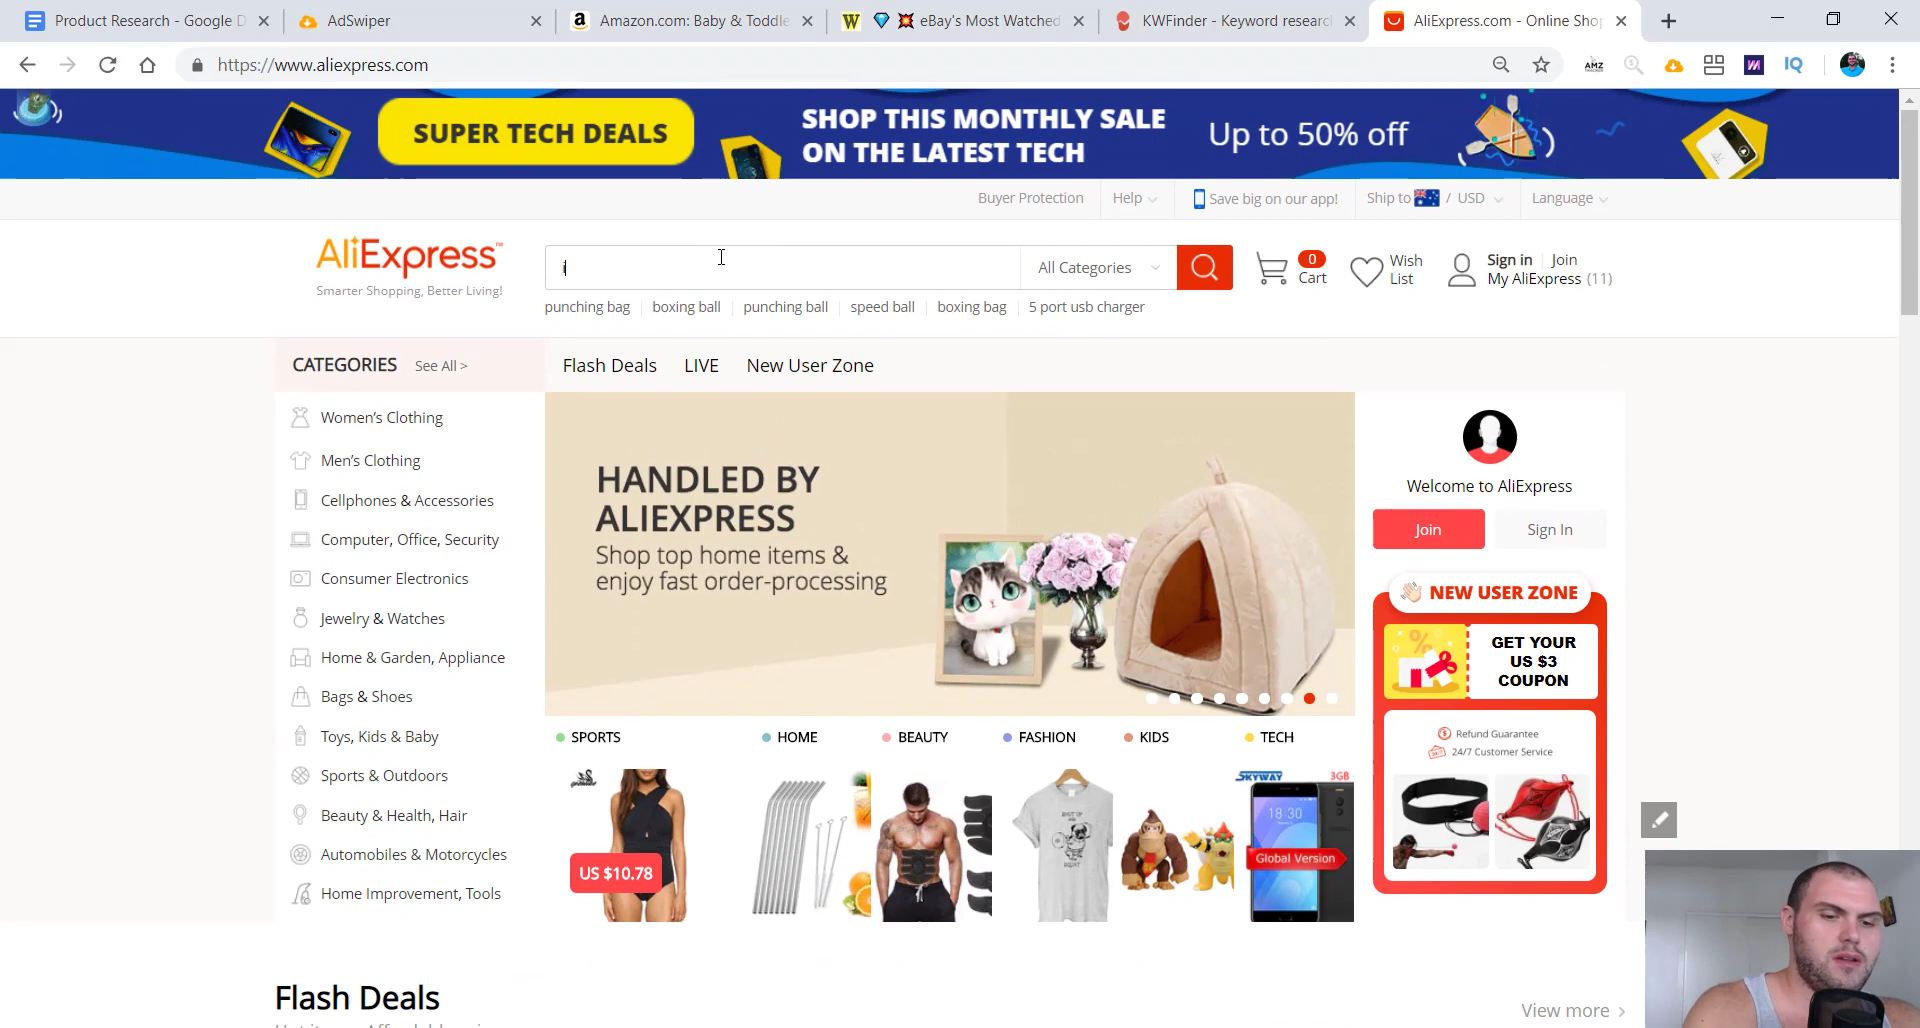 Product Research - Google D
AdSwiper
Amazon.com: Baby & Toddle
eBay's Most Watched
KWFinder - Keyword researc
AliExpress.com - Online Sho
https://www.aliexpress.com
AMZ
IQ
SUPER TECH DEALS
SHOP THIS MONTHLY SALE
ON THE LATEST TECH
Up to 50% off
Buyer Protection
Help
Save big on our app!
Ship to / USD
Language
AliExpress™
Smarter Shopping, Better Living!
i
All Categories
0
Cart
Wish
List
Sign in | Join
My AliExpress (11)
punching bag
boxing ball
punching ball
speed ball
boxing bag
5 port usb charger
CATEGORIES See All >
Flash Deals
LIVE
New User Zone
Women's Clothing
Men's Clothing
Cellphones & Accessories
Computer, Office, Security
Consumer Electronics
Jewelry & Watches
Home & Garden, Appliance
Bags & Shoes
Toys, Kids & Baby
Sports & Outdoors
Beauty & Health, Hair
Automobiles & Motorcycles
Home Improvement, Tools
HANDLED BY
ALIEXPRESS
Shop top home items &
enjoy fast order-processing
Welcome to AliExpress
Join
Sign In
NEW USER ZONE
GET YOUR
US $3
COUPON
Refund Guarantee
24/7 Customer Service
SPORTS
HOME
BEAUTY
FASHION
KIDS
TECH
US $10.78
SKYWAY
3GB
18 30
Global Version
Flash Deals
View more >